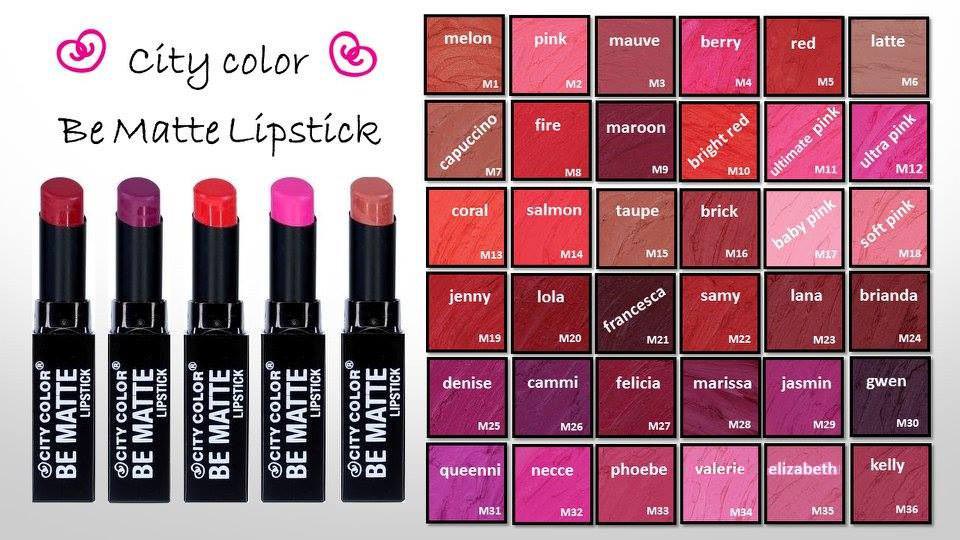 City color
Be Matte Lipstick
CITY COLOR®
BE MATTE
LIPSTICK
CITY COLOR®
BE MATTE
LIPSTICK
CITY COLOR®
BE MATTE
LIPSTICK
CITY COLOR®
BE MATTE
LIPSTICK
CITY COLOR®
BE MATTE
LIPSTICK
melon
M1
pink
M2
mauve
M3
berry
M4
red
M5
latte
M6
capuccino
M7
fire
M8
maroon
M9
bright red
M10
ultimate pink
M11
ultra pink
M12
coral
M13
salmon
M14
taupe
M15
brick
M16
baby pink
M17
soft pink
M18
jenny
M19
lola
M20
francesca
M21
samy
M22
lana
M23
brianda
M24
denise
M25
cammi
M26
felicia
M27
marissa
M28
jasmin
M29
gwen
M30
queenni
M31
necce
M32
phoebe
M33
valerie
M34
elizabeth
M35
kelly
M36